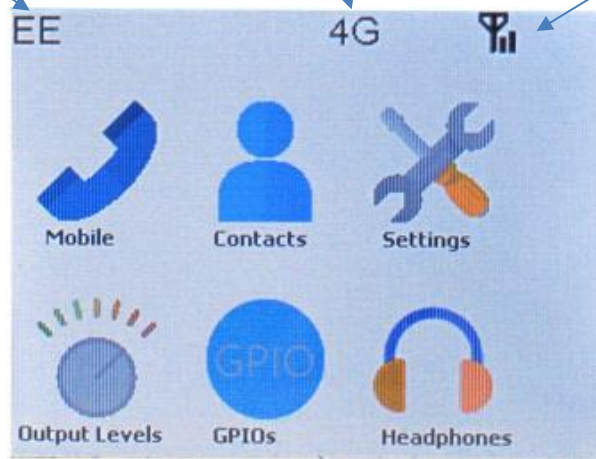 EE 4G
Mobile Contacts Settings
GPIO
Output Levels GPIOs Headphones